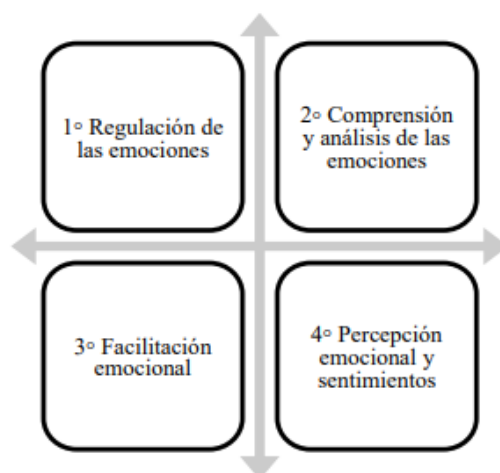 1° Regulación de
las emociones
2° Comprensión
y análisis de las
emociones
3° Facilitación
emocional
4° Percepción
emocional y
sentimientos